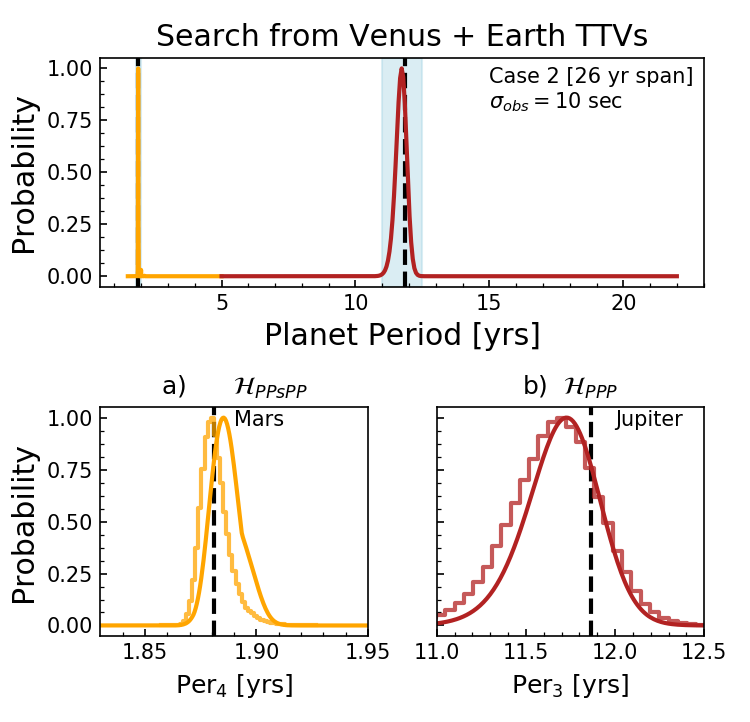 Search from Venus + Earth TTVs
Probability
1.00
0.75
0.50
0.25
0.00
Case 2 [26 yr span]
σobs = 10 sec
5 10 15 20
Planet Period [yrs]
a) ℋPPsPP
Probability
1.00
0.75
0.50
0.25
0.00
Mars
1.85 1.90 1.95
Per4 [yrs]
b) ℋPPP
Jupiter
11.0 11.5 12.0 12.5
Per3 [yrs]